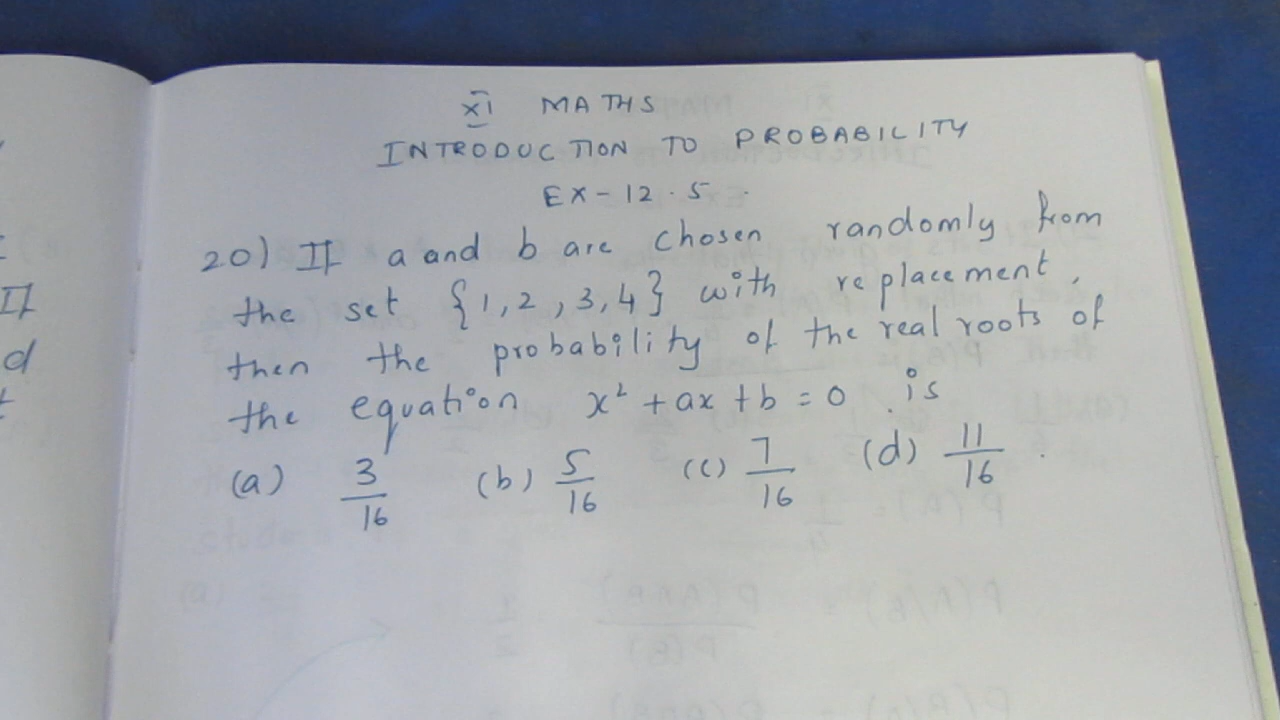 XI MATHS
INTRODUCTION TO PROBABILITY
EX - 12.5
20) If a and b are chosen randomly from
the set {1, 2, 3, 4} with replacement,
then the probability of the real roots of
the equation x² + ax + b = 0 is
(a) 3/16 (b) 5/16 (c) 7/16 (d) 11/16.
If
d